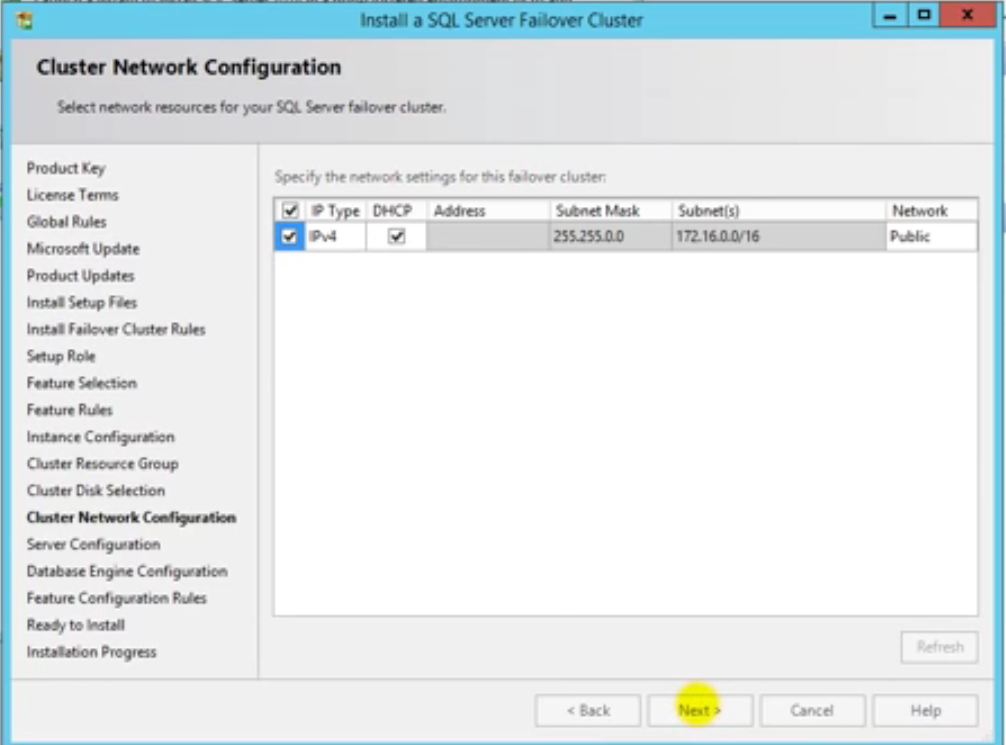 Install a SQL Server Failover Cluster
Cluster Network Configuration
Select network resources for your SQL Server failover cluster.
Product Key
License Terms
Global Rules
Microsoft Update
Product Updates
Install Setup Files
Install Failover Cluster Rules
Setup Role
Feature Selection
Feature Rules
Instance Configuration
Cluster Resource Group
Cluster Disk Selection
Cluster Network Configuration
Server Configuration
Database Engine Configuration
Feature Configuration Rules
Ready to Install
Installation Progress
Specify the network settings for this failover cluster:
IP Type DHCP Address Subnet Mask Subnet(s) Network
IPv4 255.255.0.0 172.16.0.0/16 Public
Refresh
< Back Next > Cancel Help